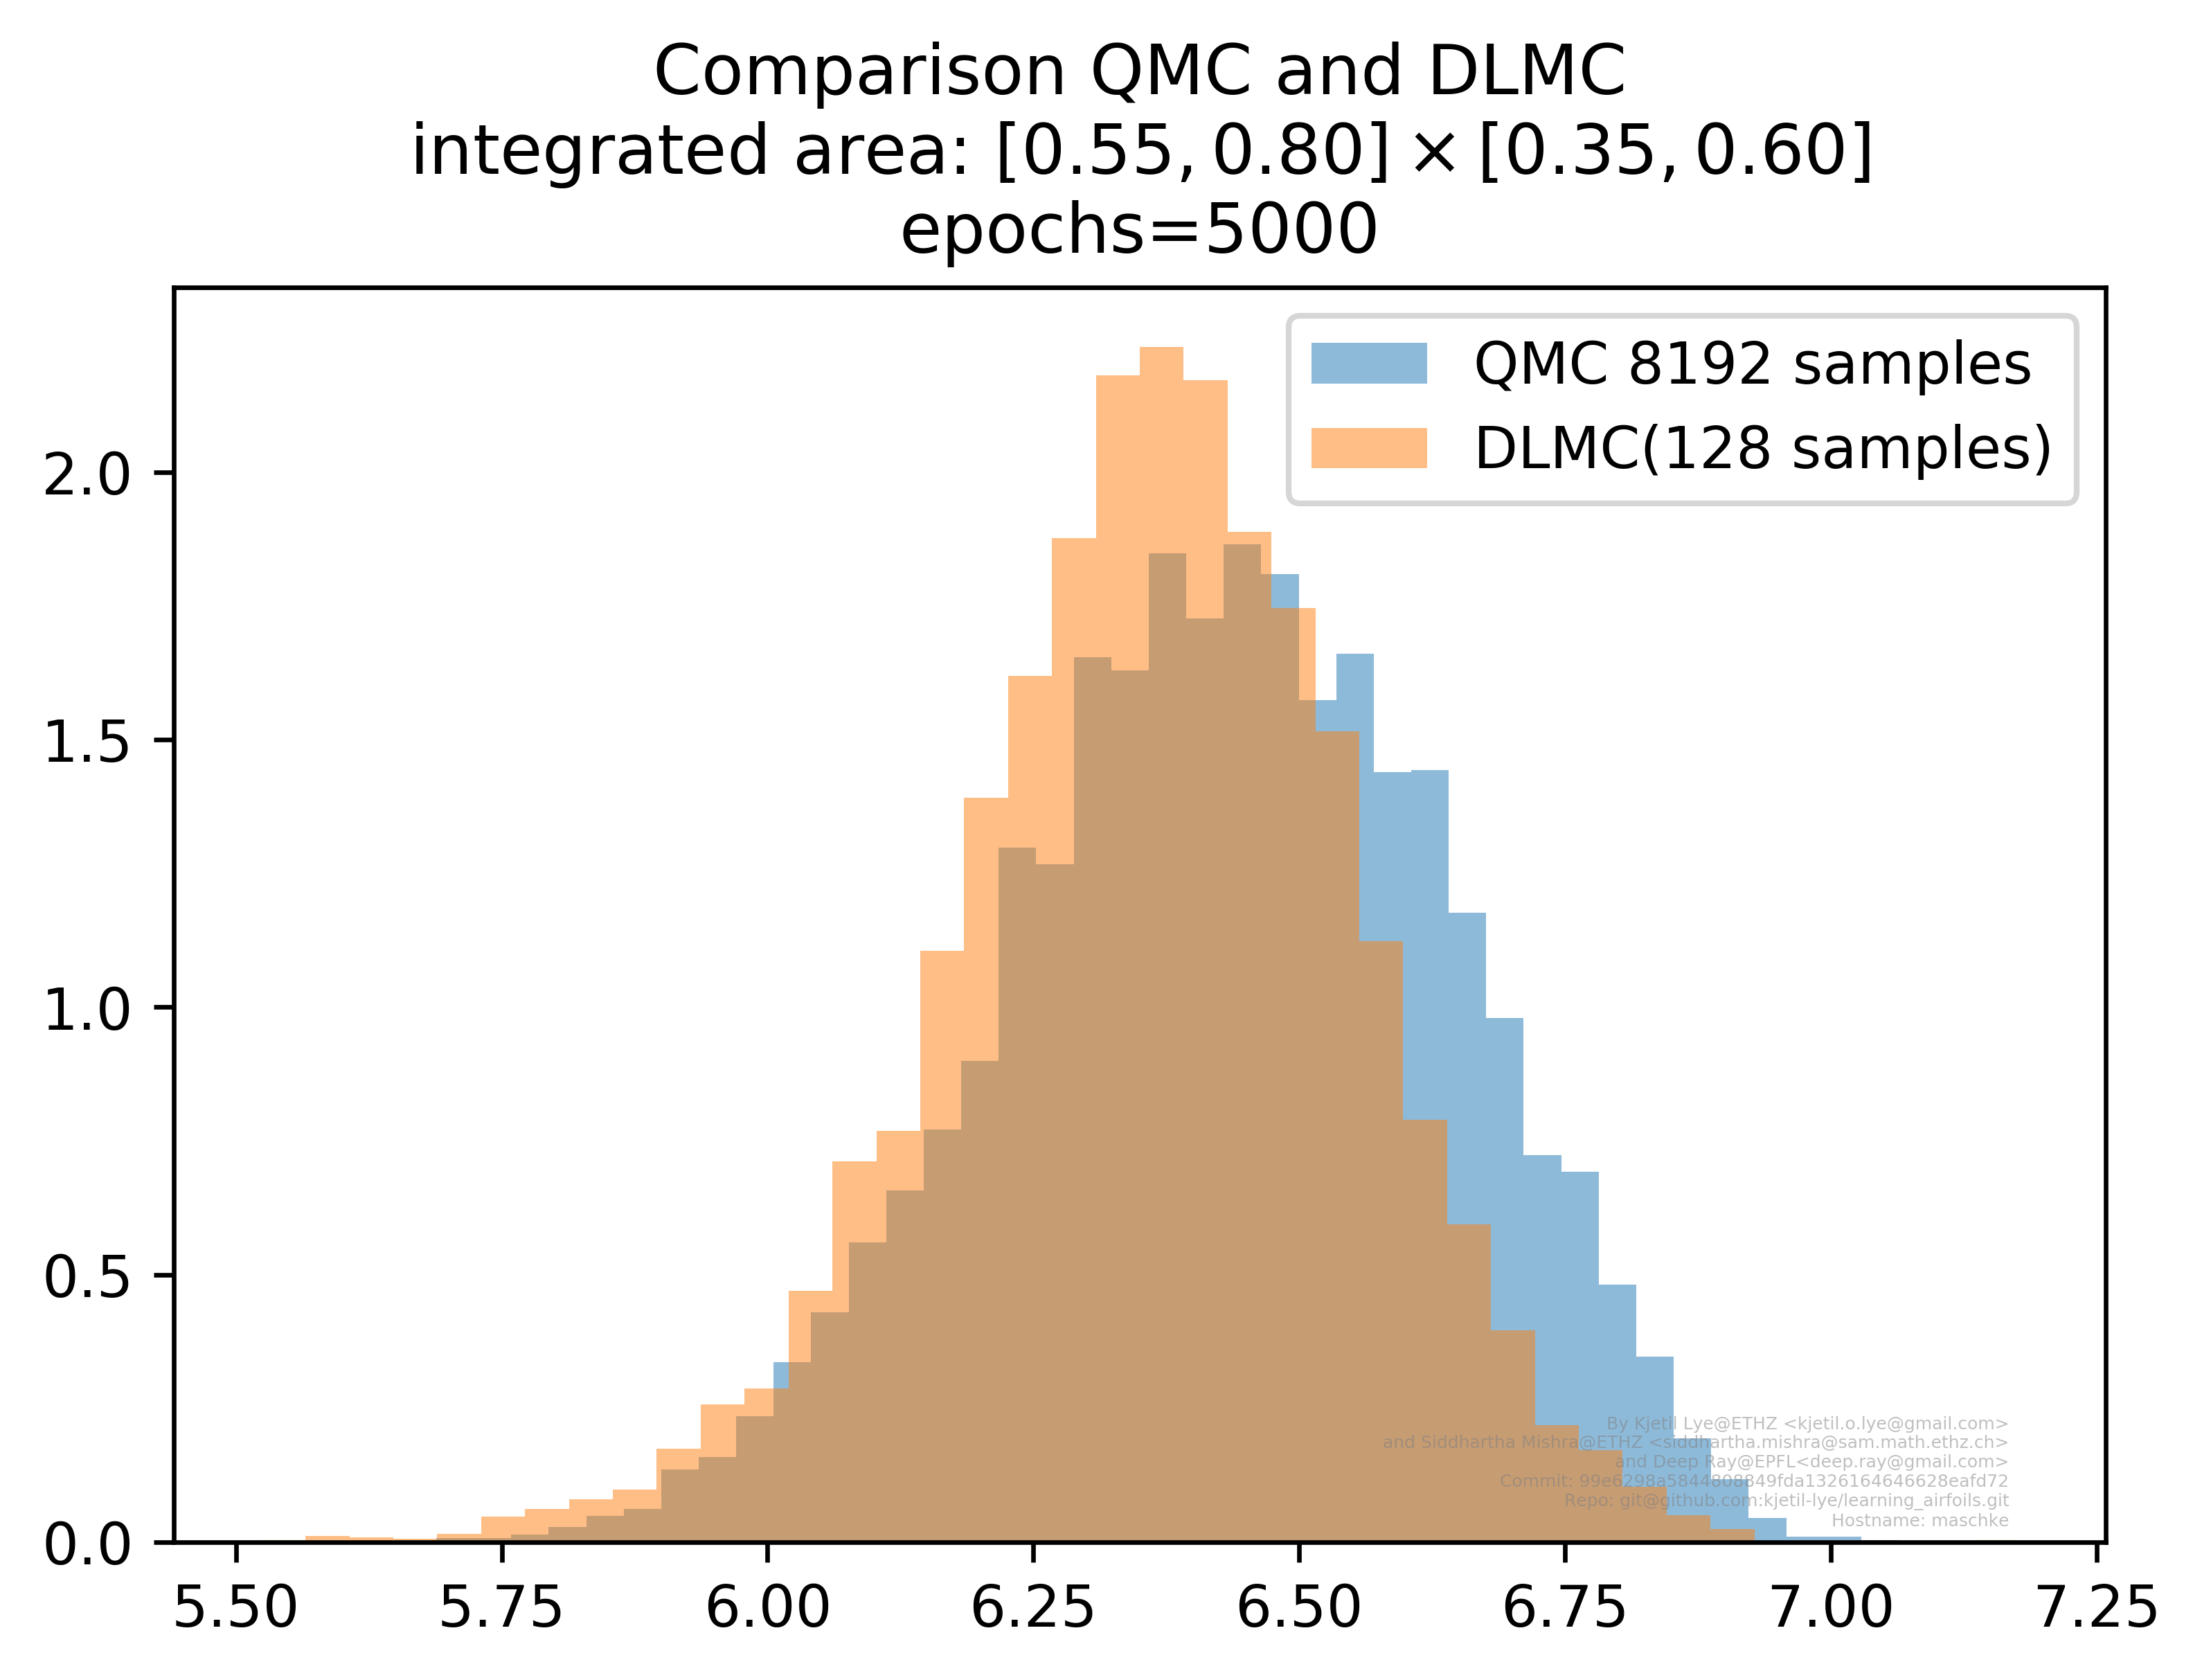 Comparison QMC and DLMC
integrated area: [0.55, 0.80] × [0.35, 0.60]
epochs=5000
QMC 8192 samples
DLMC(128 samples)
2.0
1.5
1.0
0.5
0.0
5.50 5.75 6.00 6.25 6.50 6.75 7.00 7.25
By Kjetil Lye@ETHZ <kjetil.o.lye@gmail.com>
and Siddhartha Mishra@ETHZ <siddhartha.mishra@sam.math.ethz.ch>
and Deep Ray@EPFL<deep.ray@gmail.com>
Commit: 99e6298a5844808849fda1326164646628eafd72
Repo: git@github.com:kjetil-lye/learning_airfoils.git
Hostname: maschke